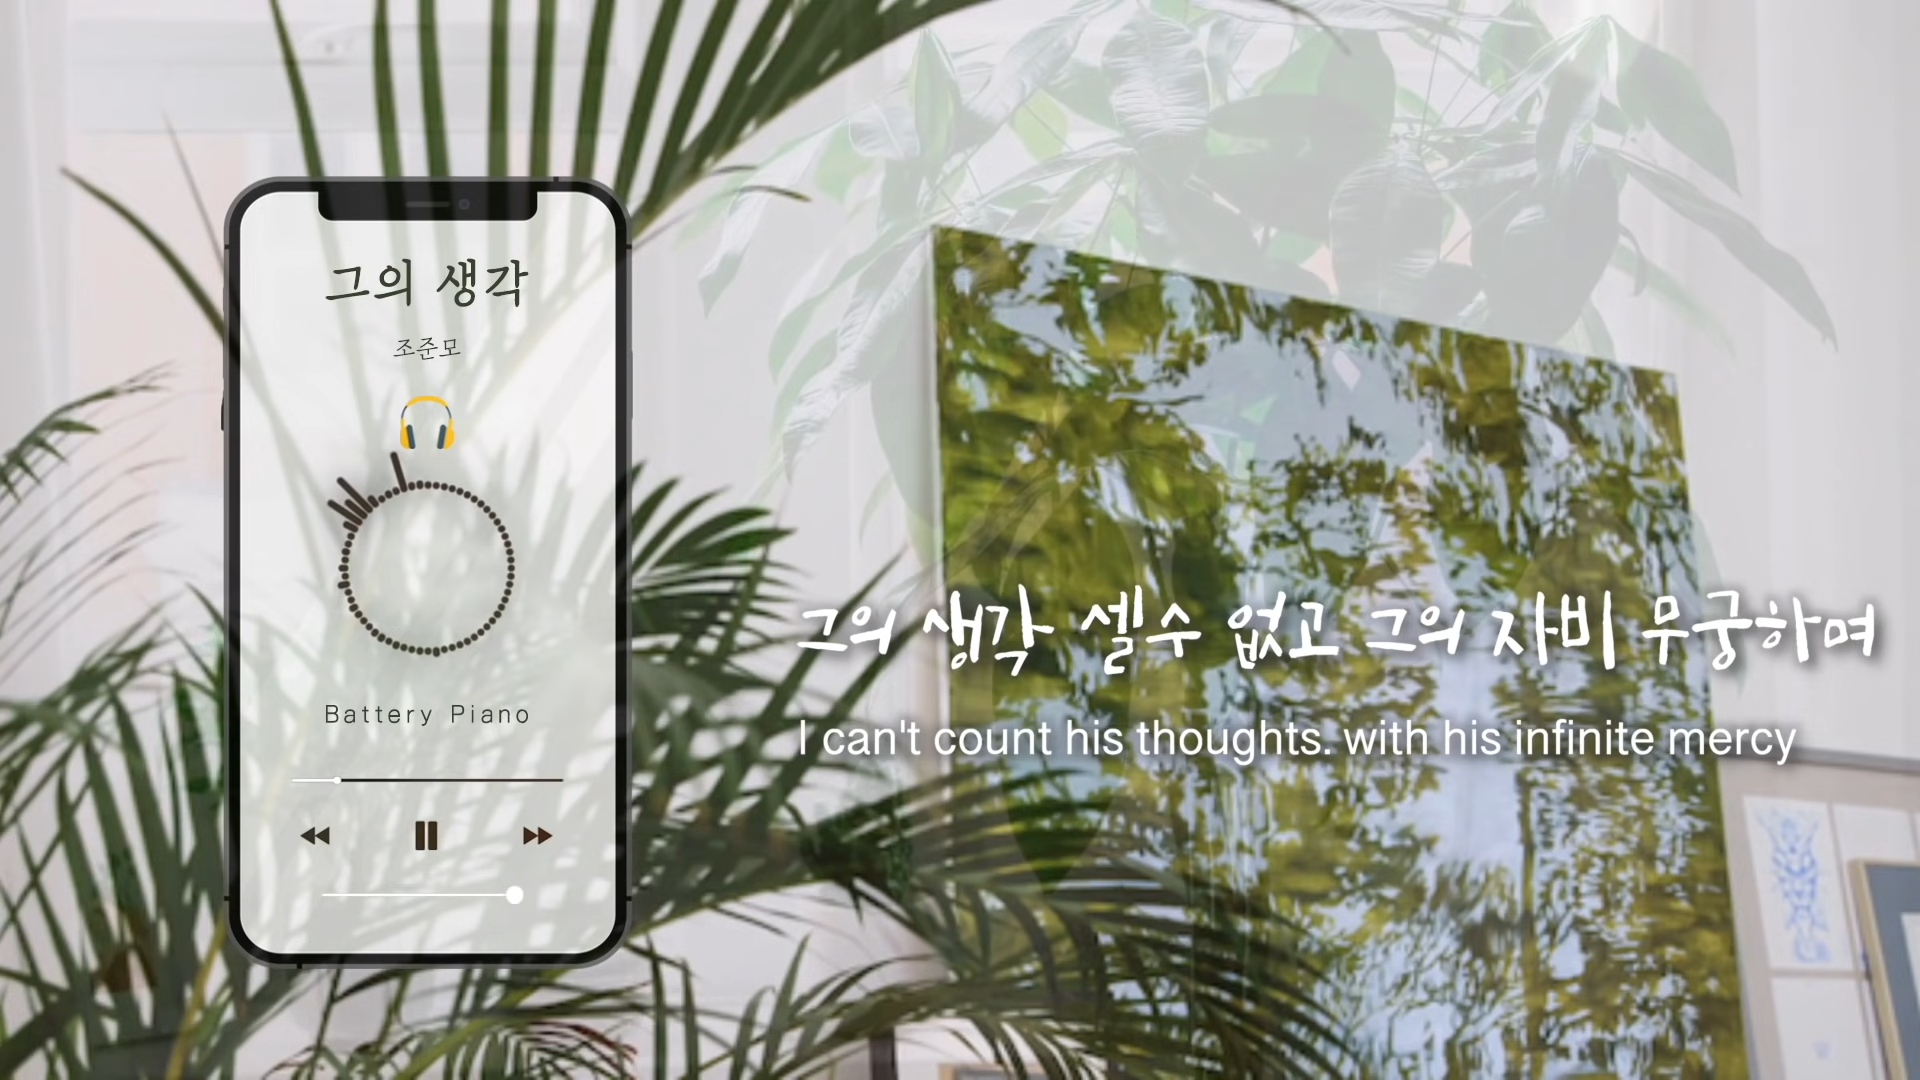 그의 생각
조준모
Battery Piano
그의 생각 셀수 없고 그의 자비 무궁하며
I can't count his thoughts. with his infinite mercy